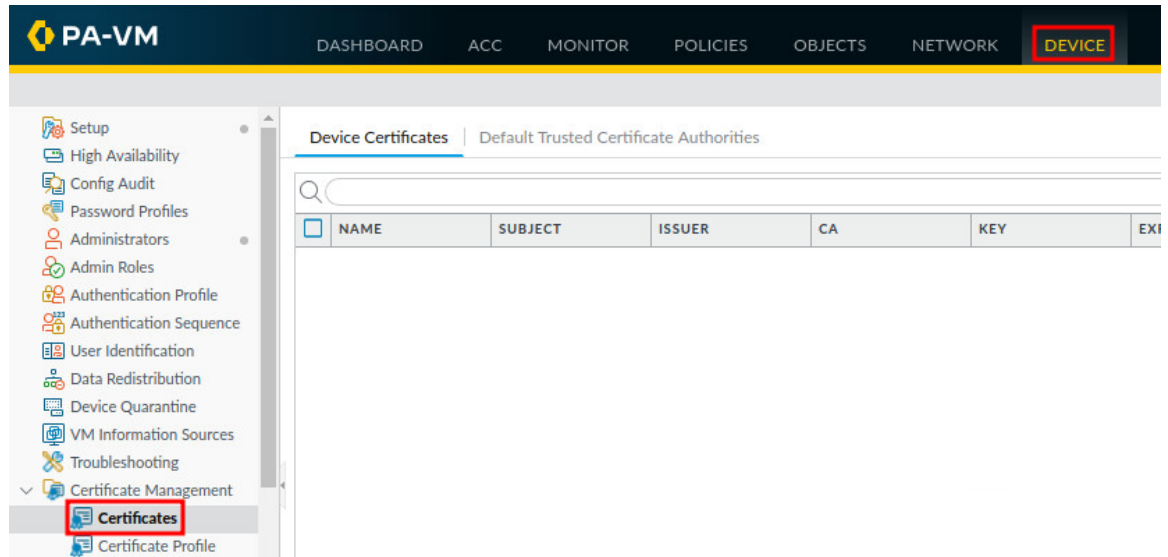 PA-VM
DASHBOARD ACC MONITOR POLICIES OBJECTS NETWORK DEVICE
Setup
High Availability
Config Audit
Password Profiles
Administrators
Admin Roles
Authentication Profile
Authentication Sequence
User Identification
Data Redistribution
Device Quarantine
VM Information Sources
Troubleshooting
Certificate Management
Certificates
Certificate Profile
Device Certificates Default Trusted Certificate Authorities
NAME SUBJECT ISSUER CA KEY